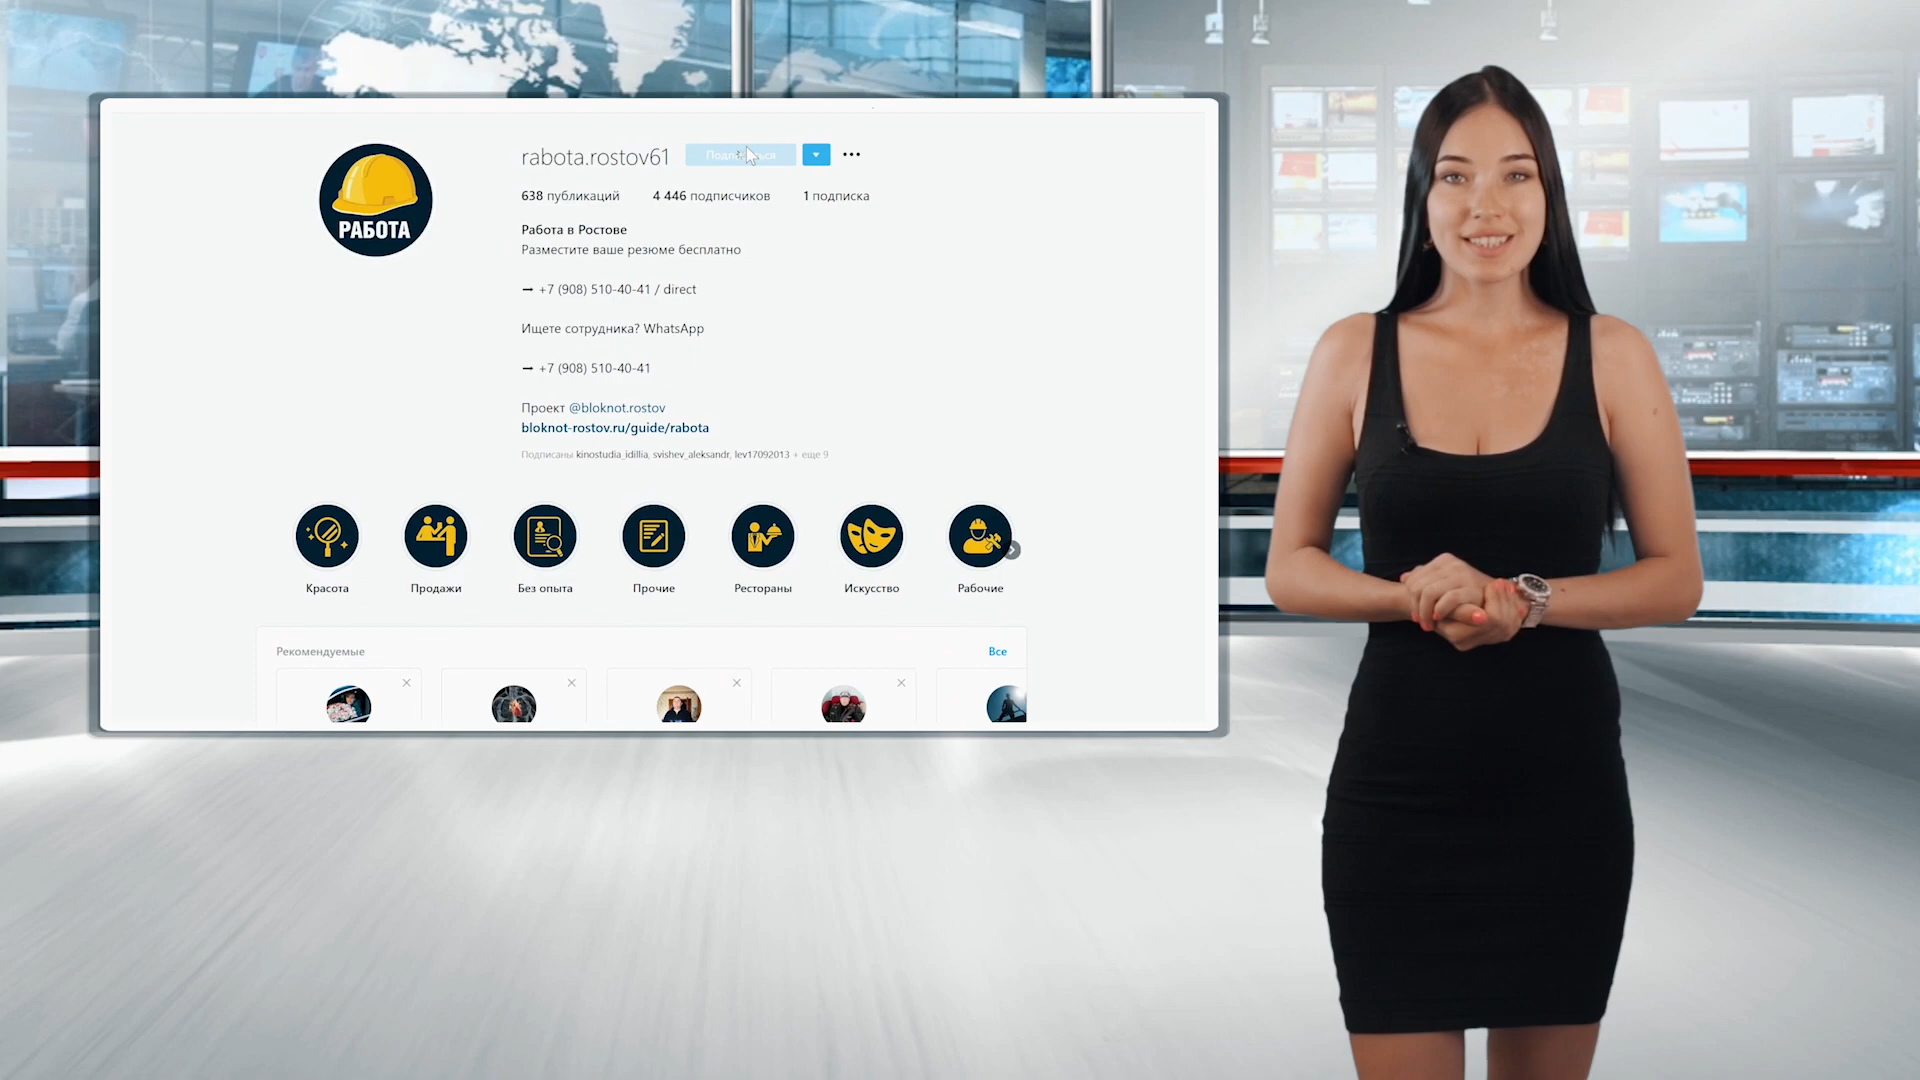 РАБОТА
rabota.rostov61
Подписаться
638 публикаций 4 446 подписчиков 1 подписка
Работа в Ростове
Разместите ваше резюме бесплатно
➞ +7 (908) 510-40-41 / direct
Ищете сотрудника? WhatsApp
➞ +7 (908) 510-40-41
Проект @bloknot.rostov
bloknot-rostov.ru/guide/rabota
Подписаны kinostudia_idillia, svishev_aleksandr, lev17092013 + еще 9
Красота Продажи Без опыта Прочие Рестораны Искусство Рабочие
Рекомендуемые Все